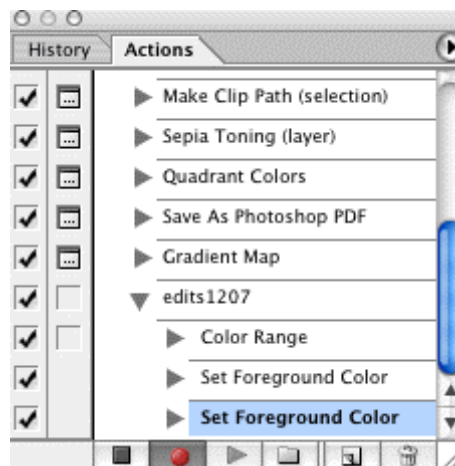 History Actions
Make Clip Path (selection)
Sepia Toning (layer)
Quadrant Colors
Save As Photoshop PDF
Gradient Map
edits1207
Color Range
Set Foreground Color
Set Foreground Color